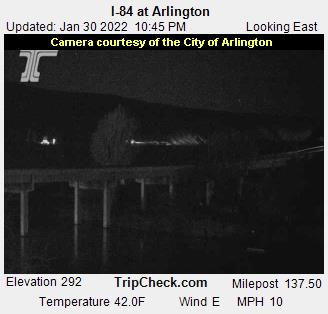 I-84 at Arlington
Updated: Jan 30 2022 10:45 PM Looking East
Camera courtesy of the City of Arlington
Elevation 292 TripCheck.com Milepost 137.50
Temperature 42.0F Wind E MPH 10